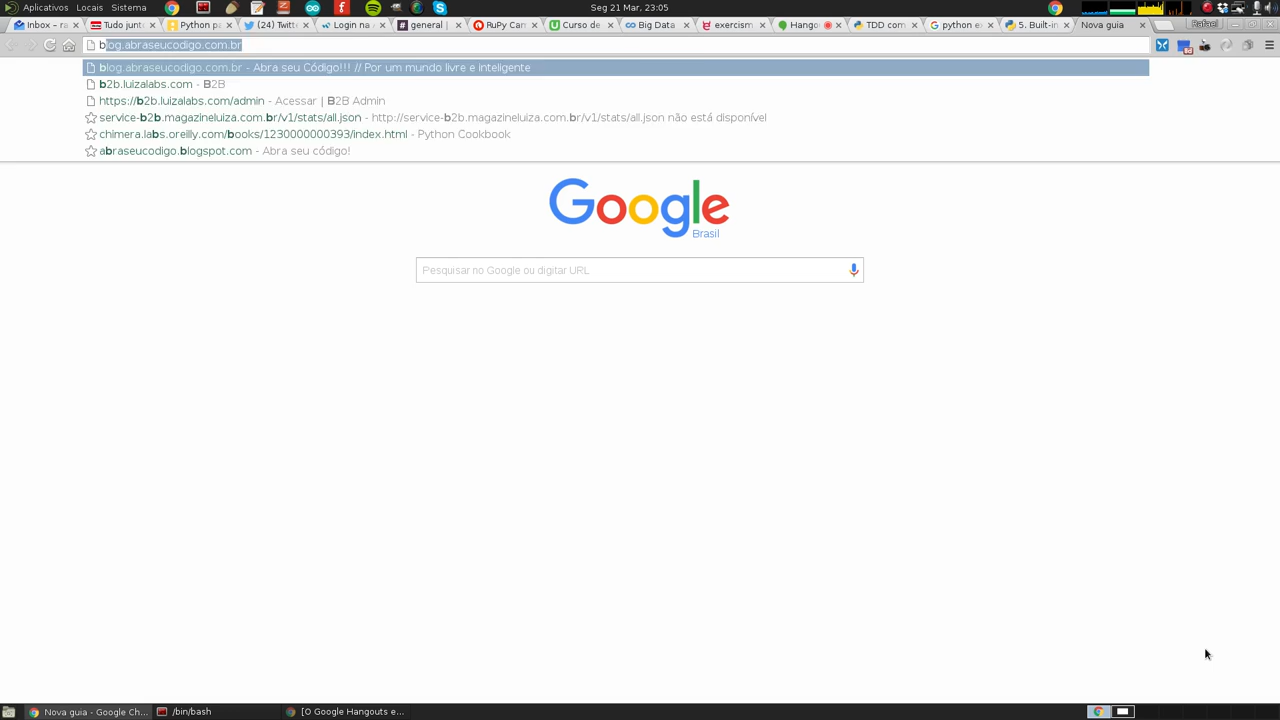 Aplicativos Locais Sistema Seg 21 Mar, 23:05
Inbox – ra Tudo junt Python pa (24) Twitt Login na general RuPy Cam Curso de Big Data exercism Hang TDD com python e 5. Built-in Nova guia Rafael
blog.abraseucodigo.com.br
blog.abraseucodigo.com.br - Abra seu Código!!! // Por um mundo livre e inteligente
b2b.luizalabs.com - B2B
https://b2b.luizalabs.com/admin - Acessar | B2B Admin
service-b2b.magazineluiza.com.br/v1/stats/all.json - http://service-b2b.magazineluiza.com.br/v1/stats/all.json não está disponível
chimera.labs.oreilly.com/books/1230000000393/index.html - Python Cookbook
abraseucodigo.blogspot.com - Abra seu código!
Google
Brasil
Pesquisar no Google ou digitar URL
Nova guia - Google Ch... /bin/bash [O Google Hangouts e...